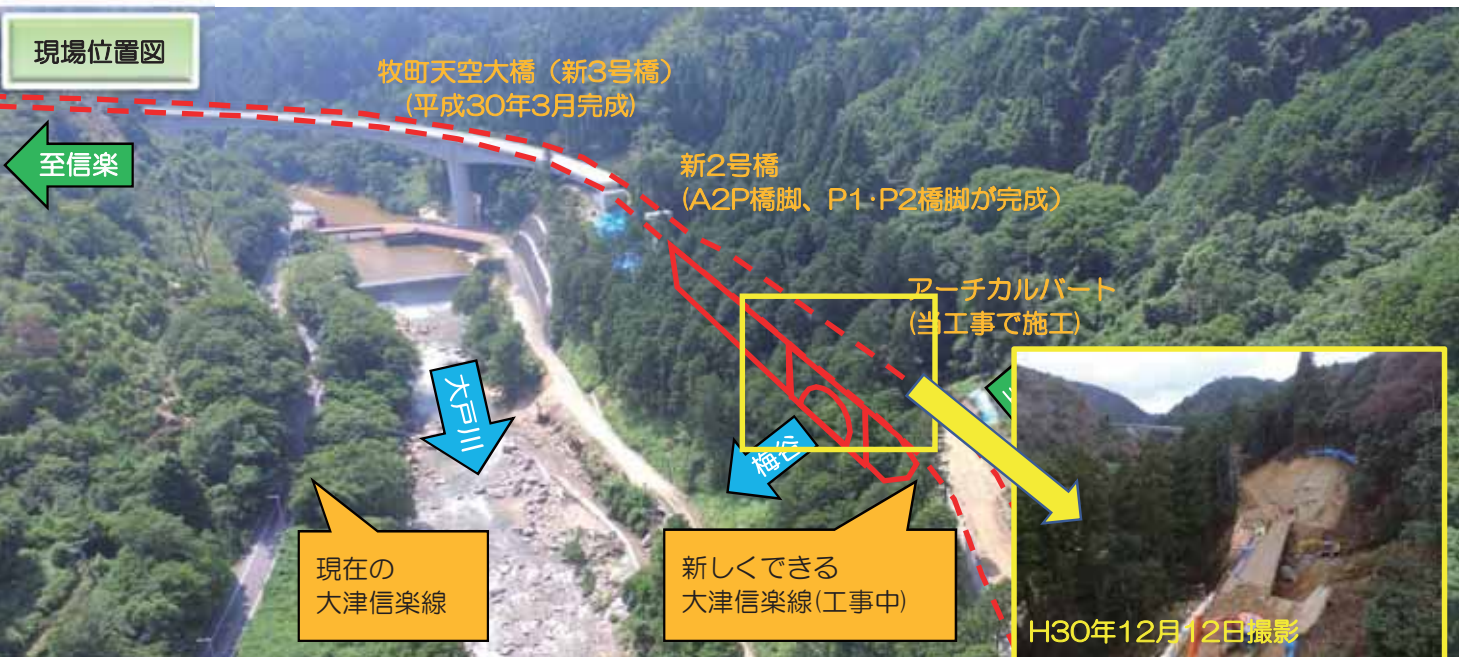 現場位置図
牧町天空大橋（新3号橋）
(平成30年3月完成)
至信楽
新2号橋
(A2P橋脚、P1･P2橋脚が完成）
アーチカルバート
(当工事で施工)
大戸川
梅谷
現在の
大津信楽線
新しくできる
大津信楽線(工事中)
H30年12月12日撮影